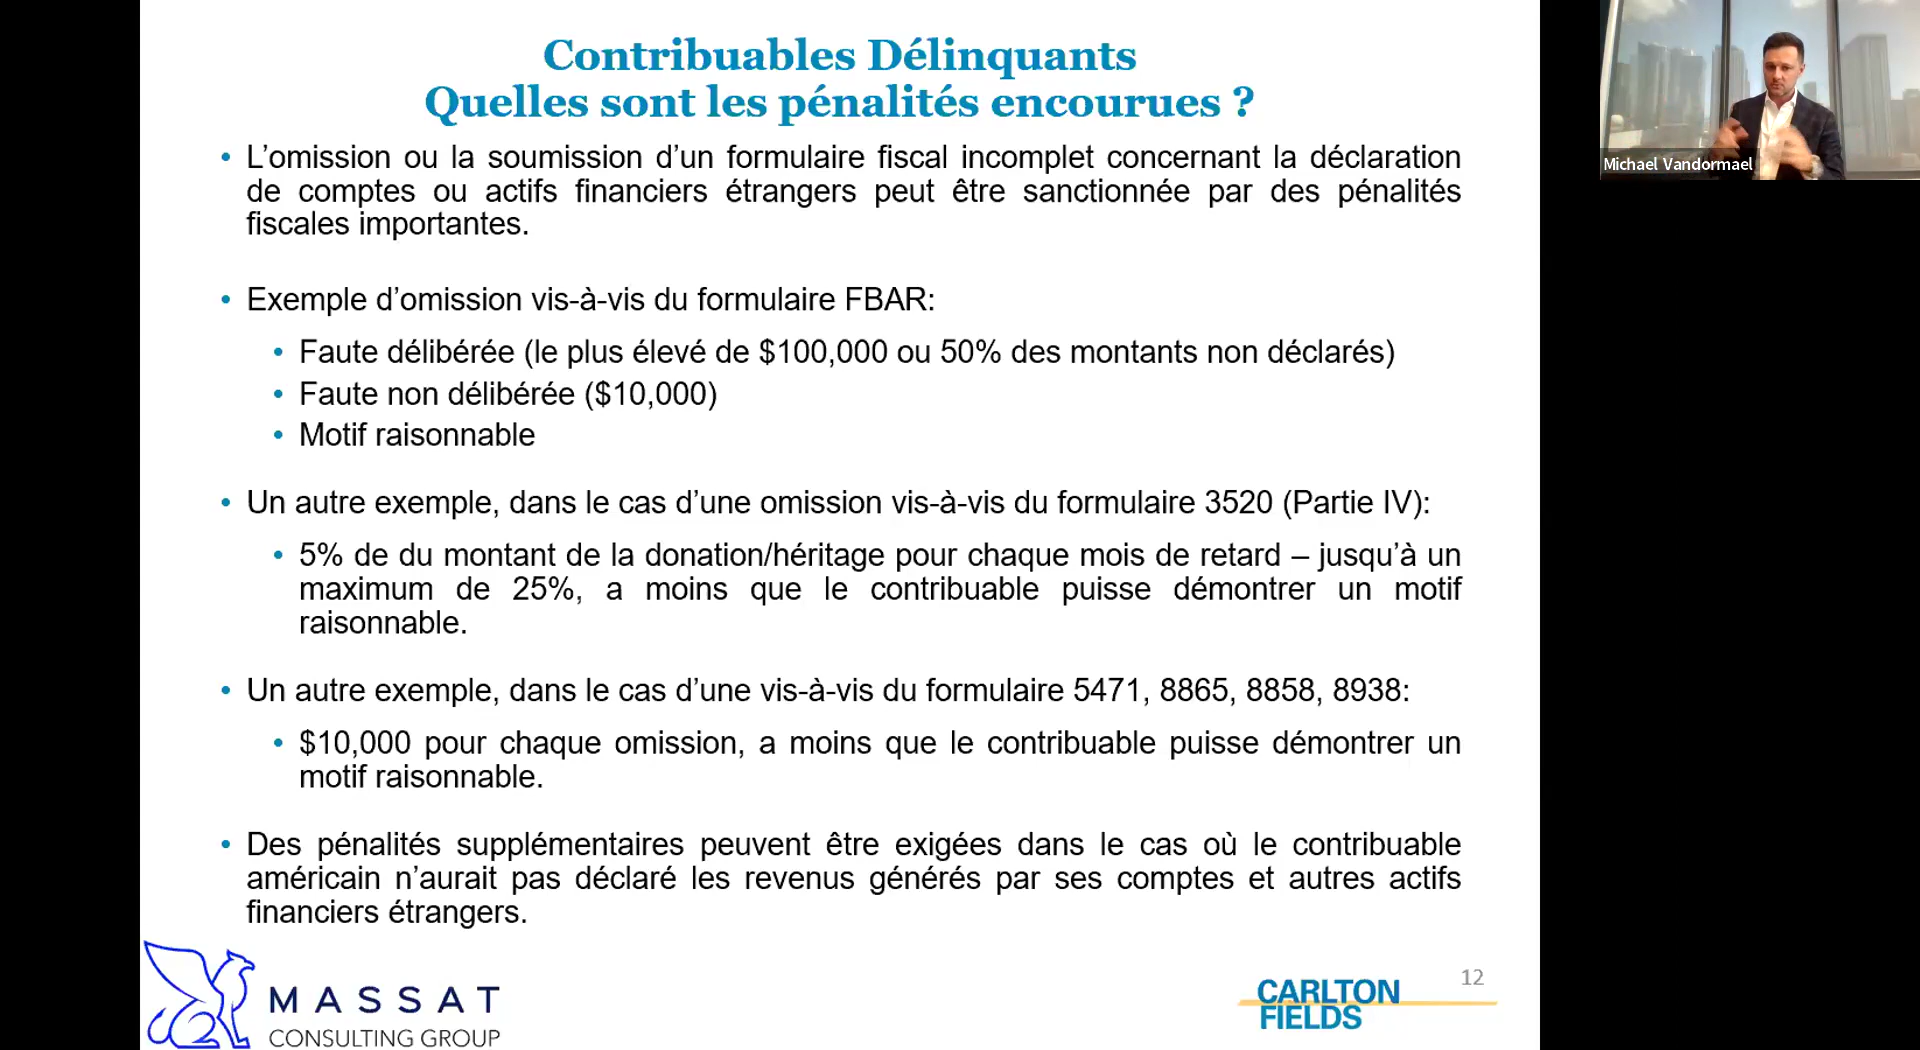 Contribuables Délinquants
Quelles sont les pénalités encourues ?
• L’omission ou la soumission d’un formulaire fiscal incomplet concernant la déclaration
de comptes ou actifs financiers étrangers peut être sanctionnée par des pénalités
fiscales importantes.
• Exemple d’omission vis-à-vis du formulaire FBAR:
• Faute délibérée (le plus élevé de $100,000 ou 50% des montants non déclarés)
• Faute non délibérée ($10,000)
• Motif raisonnable
• Un autre exemple, dans le cas d’une omission vis-à-vis du formulaire 3520 (Partie IV):
• 5% de du montant de la donation/héritage pour chaque mois de retard – jusqu’à un
maximum de 25%, a moins que le contribuable puisse démontrer un motif
raisonnable.
• Un autre exemple, dans le cas d’une vis-à-vis du formulaire 5471, 8865, 8858, 8938:
• $10,000 pour chaque omission, a moins que le contribuable puisse démontrer un
motif raisonnable.
• Des pénalités supplémentaires peuvent être exigées dans le cas où le contribuable
américain n’aurait pas déclaré les revenus générés par ses comptes et autres actifs
financiers étrangers.
MASSAT
CONSULTING GROUP
CARLTON
FIELDS
12
Michael Vandormael